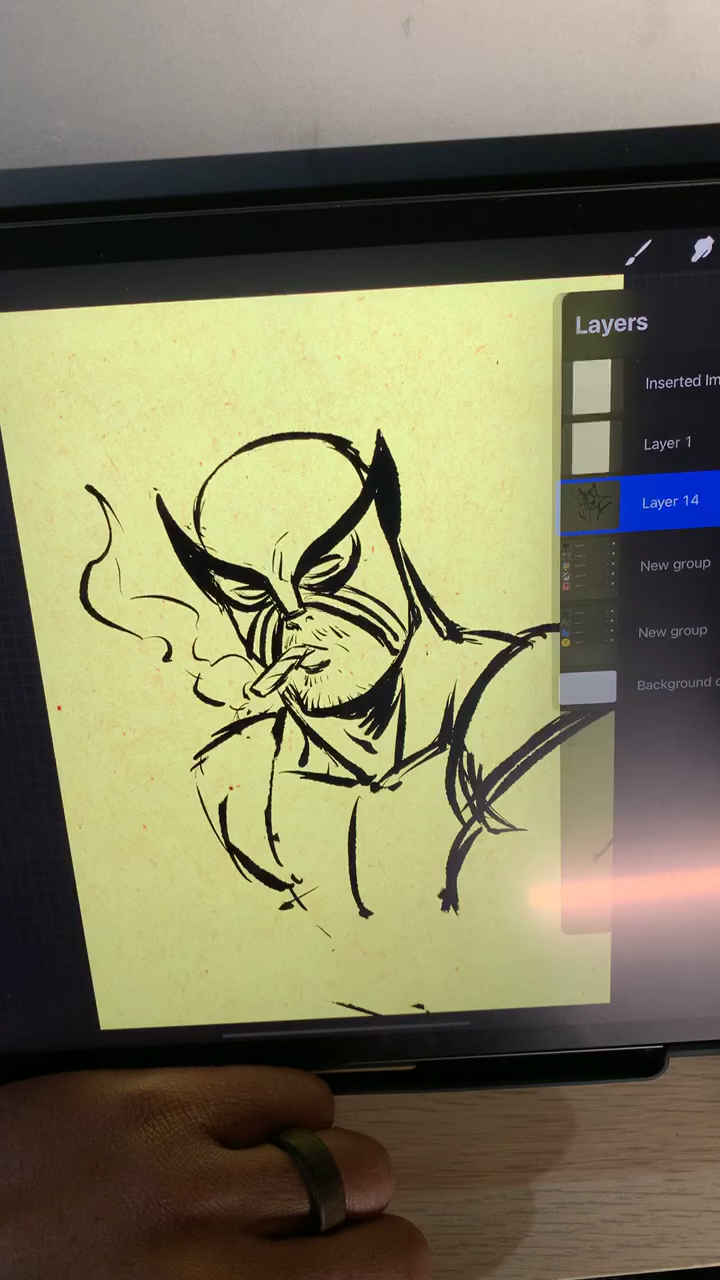 Layers
Inserted Im
Layer 1
Layer 14
New group
New group
Background c